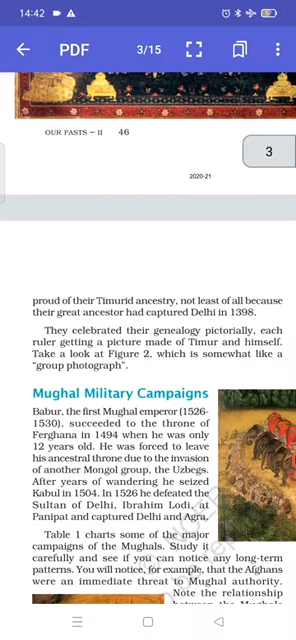 14:42
PDF
3/15
OUR PASTS – II 46
3
2020-21
proud of their Timurid ancestry, not least of all because
their great ancestor had captured Delhi in 1398.
They celebrated their genealogy pictorially, each
ruler getting a picture made of Timur and himself.
Take a look at Figure 2, which is somewhat like a
"group photograph".
Mughal Military Campaigns
Babur, the first Mughal emperor (1526-
1530), succeeded to the throne of
Ferghana in 1494 when he was only
12 years old. He was forced to leave
his ancestral throne due to the invasion
of another Mongol group, the Uzbegs.
After years of wandering he seized
Kabul in 1504. In 1526 he defeated the
Sultan of Delhi, Ibrahim Lodi, at
Panipat and captured Delhi and Agra.
Table 1 charts some of the major
campaigns of the Mughals. Study it
carefully and see if you can notice any long-term
patterns. You will notice, for example, that the Afghans
were an immediate threat to Mughal authority.
Note the relationship
between the Mughals